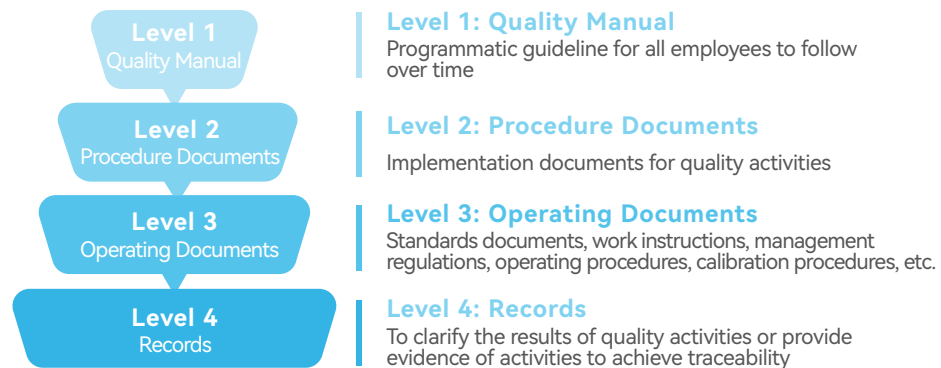 Level 1
Quality Manual
Level 1: Quality Manual
Programmatic guideline for all employees to follow
over time
Level 2
Procedure Documents
Level 2: Procedure Documents
Implementation documents for quality activities
Level 3
Operating Documents
Level 3: Operating Documents
Standards documents, work instructions, management
regulations, operating procedures, calibration procedures, etc.
Level 4
Records
Level 4: Records
To clarify the results of quality activities or provide
evidence of activities to achieve traceability